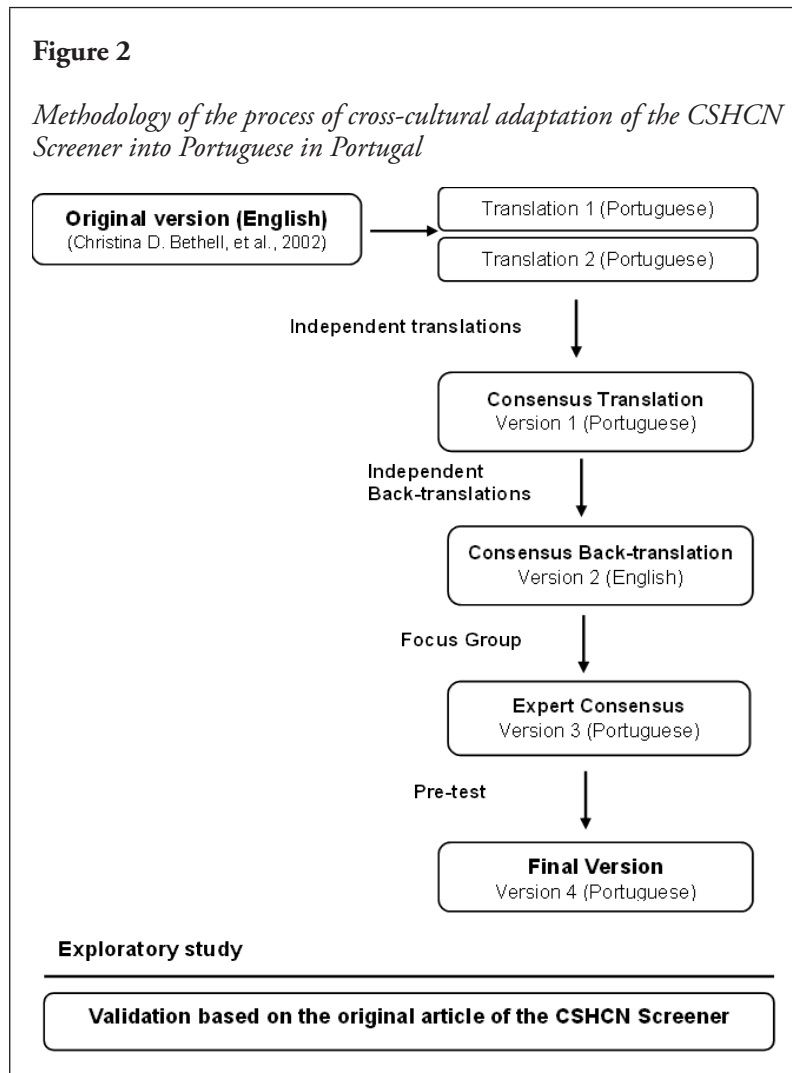 Figure 2
Methodology of the process of cross-cultural adaptation of the CSHCN
Screener into Portuguese in Portugal
Original version (English)
(Christina D. Bethell, et al., 2002)
Translation 1 (Portuguese)
Translation 2 (Portuguese)
Independent translations
Consensus Translation
Version 1 (Portuguese)
Independent
Back-translations
Consensus Back-translation
Version 2 (English)
Focus Group
Expert Consensus
Version 3 (Portuguese)
Pre-test
Final Version
Version 4 (Portuguese)
Exploratory study
Validation based on the original article of the CSHCN Screener